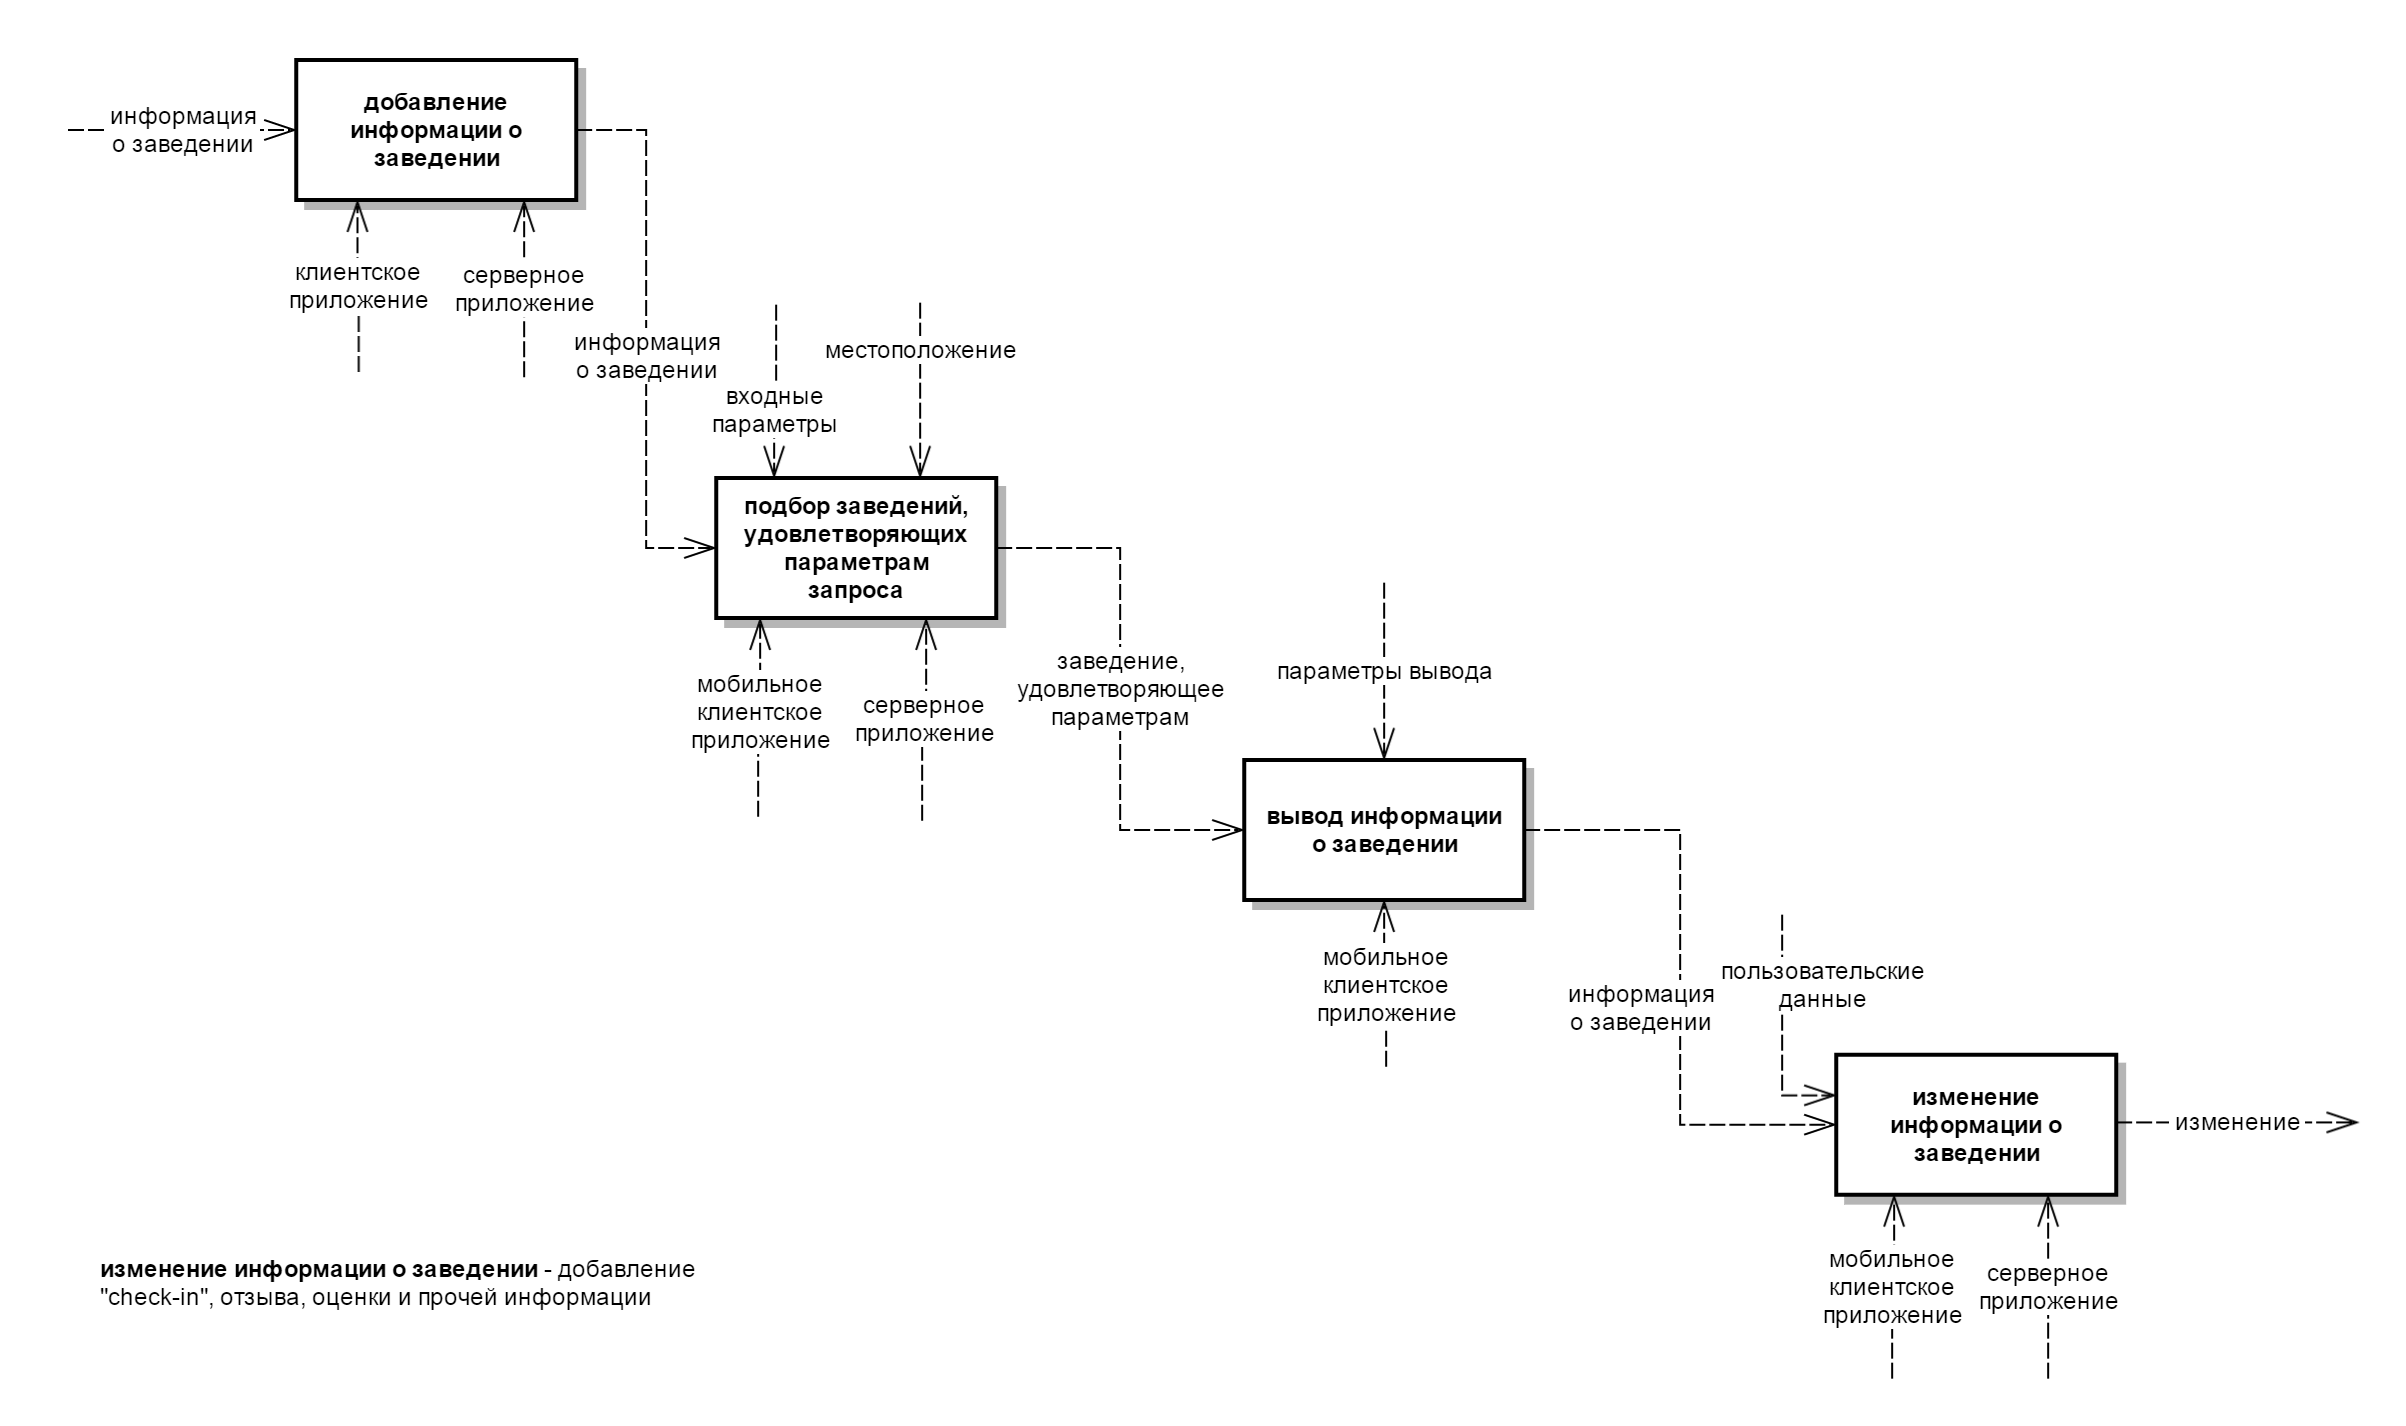 добавление
информации о
заведении
информация
о заведении
клиентское
приложение
серверное
приложение
информация
о заведении
входные
параметры
местоположение
подбор заведений,
удовлетворяющих
параметрам
запроса
мобильное
клиентское
приложение
серверное
приложение
заведение,
удовлетворяющее
параметрам
параметры вывода
вывод информации
о заведении
мобильное
клиентское
приложение
информация
о заведении
пользовательские
данные
изменение
информации о
заведении
изменение
мобильное
клиентское
приложение
серверное
приложение
изменение информации о заведении - добавление
"check-in", отзыва, оценки и прочей информации